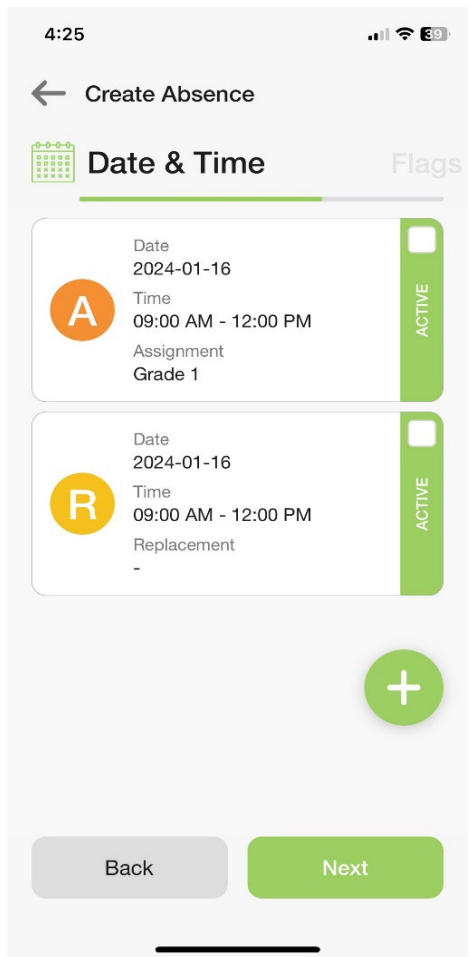 4:25
39
Create Absence
Date & Time
Flags
Date
2024-01-16
Time
09:00 AM - 12:00 PM
Assignment
Grade 1
A
ACTIVE
Date
2024-01-16
Time
09:00 AM - 12:00 PM
Replacement
-
R
ACTIVE
+
Back
Next